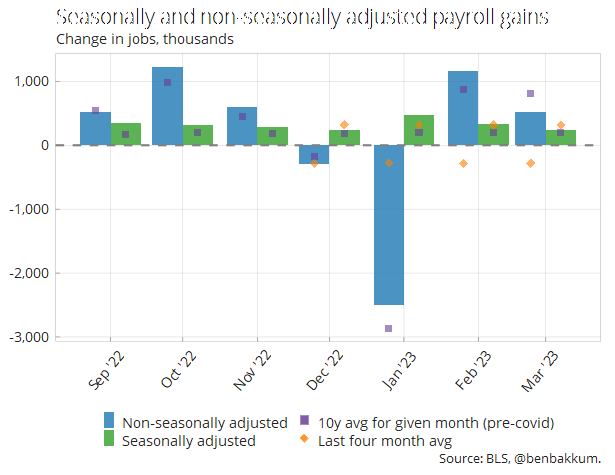 Seasonally and non-seasonally adjusted payroll gains
Change in jobs, thousands
1,000
0
-1,000
-2,000
-3,000
Sep '22
Oct '22
Nov '22
Dec '22
Jan '23
Feb '23
Mar '23
Non-seasonally adjusted
10y avg for given month (pre-covid)
Seasonally adjusted
Last four month avg
Source: BLS, @benbakkum.